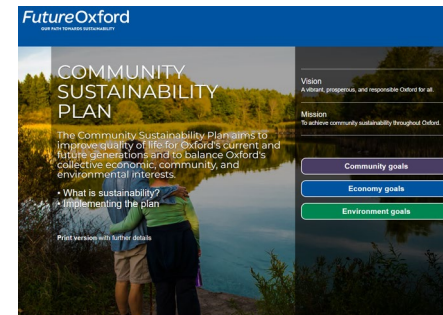 FutureOxford
OUR PATH TOWARDS SUSTAINABILITY
COMMUNITY
SUSTAINABILITY
PLAN
The Community Sustainability Plan aims to
improve quality of life for Oxford's current and
future generations and to balance Oxford's
collective economic, community, and
environmental interests.
• What is sustainability?
• Implementing the plan
Print version with further details
Vision
A vibrant, prosperous, and responsible Oxford for all.
Mission
To achieve community sustainability throughout Oxford.
Community goals
Economy goals
Environment goals